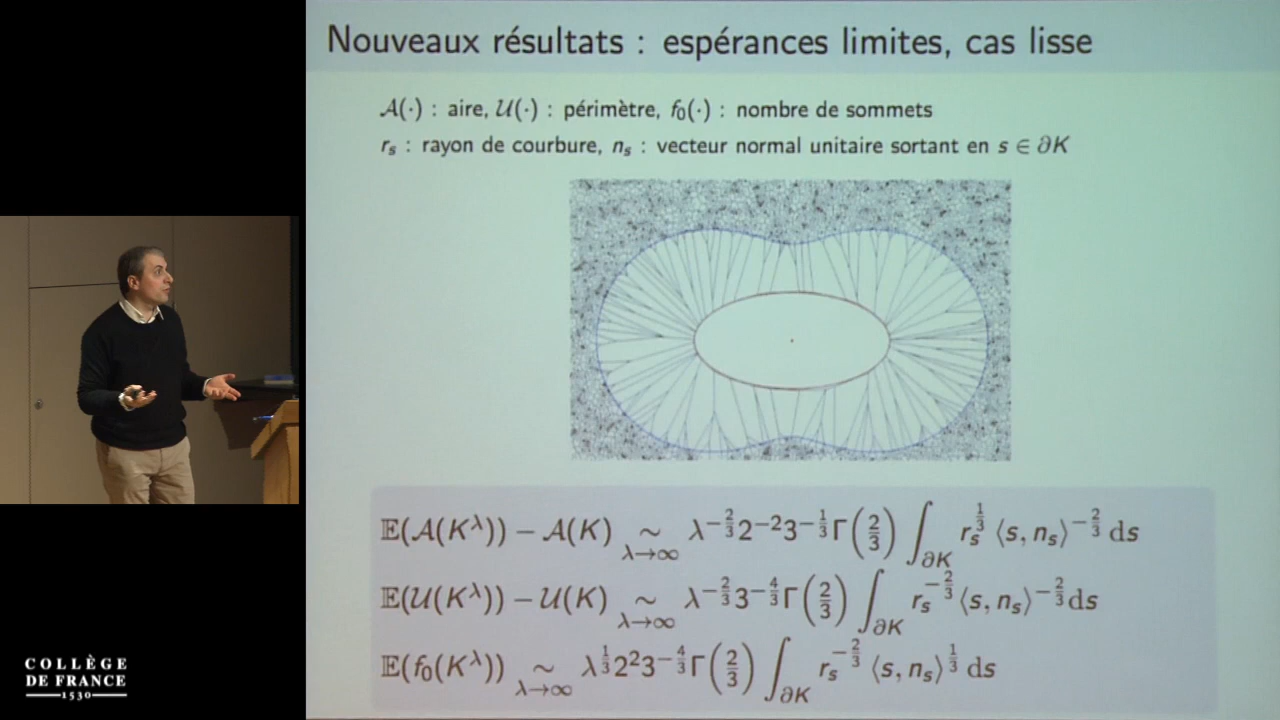 Nouveaux résultats : espérances limites, cas lisse
𝒜(·) : aire, 𝒰(·) : périmètre, f₀(·) : nombre de sommets
rₛ : rayon de courbure, nₛ : vecteur normal unitaire sortant en s ∈ ∂K
𝔼(𝒜(K^λ)) − 𝒜(K) ∼_{λ→∞} λ^{−2/3} 2^{−2} 3^{−1/3} Γ(2/3) ∫_{∂K} r_s^{1/3} ⟨s, n_s⟩^{−2/3} ds
𝔼(𝒰(K^λ)) − 𝒰(K) ∼_{λ→∞} λ^{−2/3} 3^{−4/3} Γ(2/3) ∫_{∂K} r_s^{−2/3} ⟨s, n_s⟩^{−2/3} ds
𝔼(f₀(K^λ)) ∼_{λ→∞} λ^{1/3} 2^{2} 3^{−4/3} Γ(2/3) ∫_{∂K} r_s^{−2/3} ⟨s, n_s⟩^{1/3} ds
COLLÈGE
DE FRANCE
1530